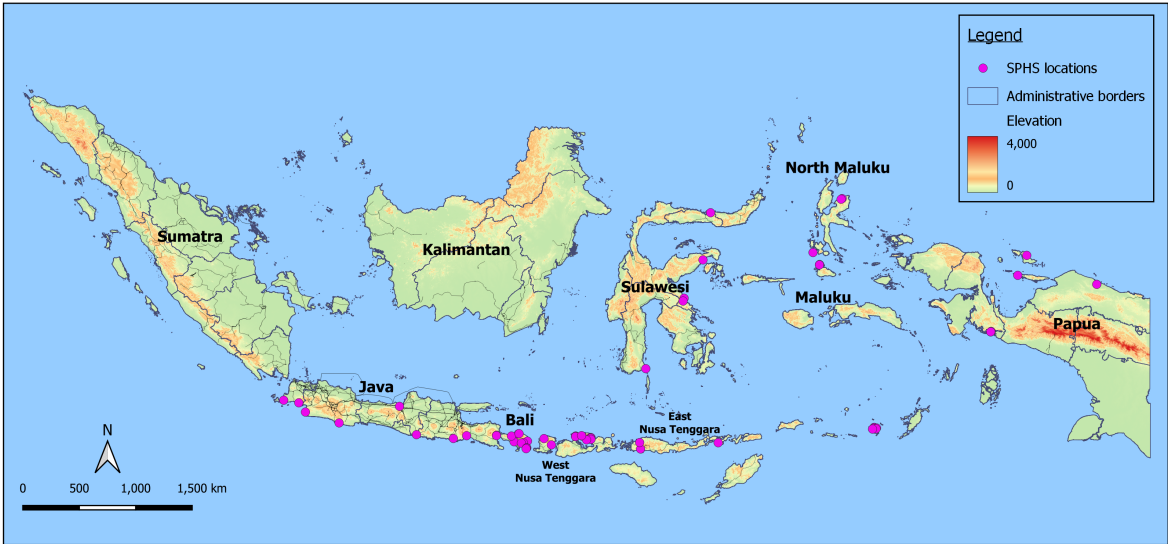 Legend
SPHS locations
Administrative borders
Elevation
4,000
0
North Maluku
Sumatra
Kalimantan
Sulawesi
Maluku
Papua
Java
Bali
East
Nusa Tenggara
West
Nusa Tenggara
N
0 500 1,000 1,500 km